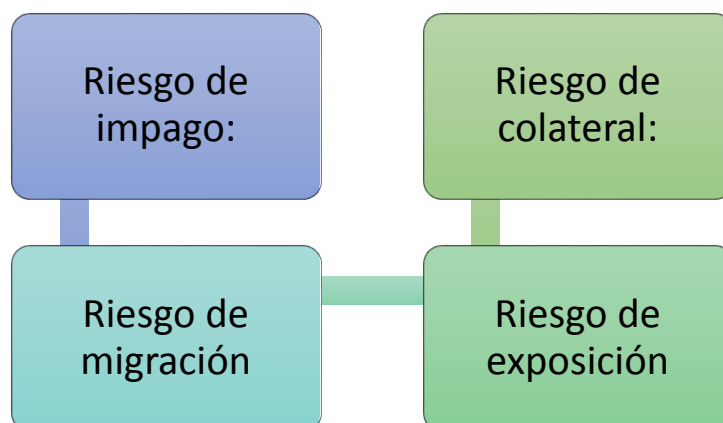 Riesgo de
impago:
Riesgo de
migración
Riesgo de
exposición
Riesgo de
colateral: